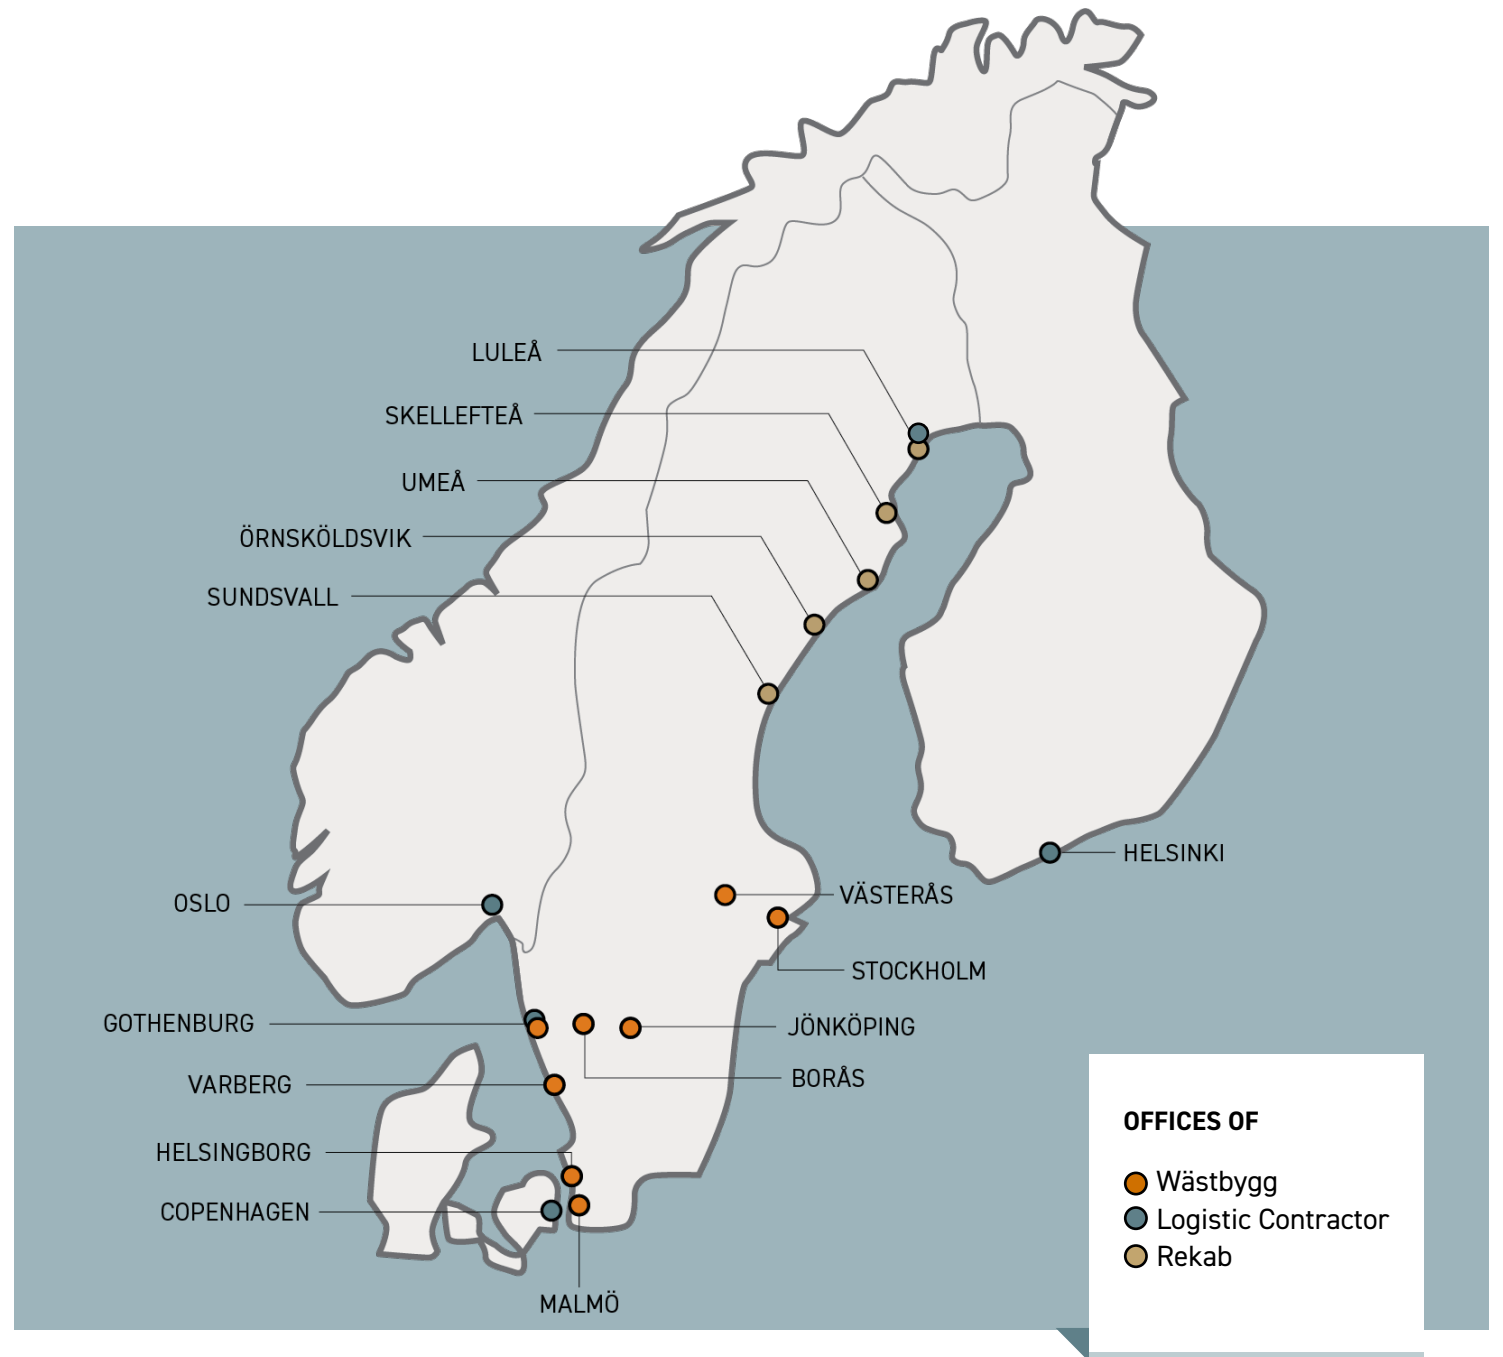 LULEÅ
SKELLEFTEÅ
UMEÅ
ÖRNSKÖLDSVIK
SUNDSVALL
HELSINKI
VÄSTERÅS
OSLO
STOCKHOLM
GOTHENBURG
JÖNKÖPING
BORÅS
VARBERG
HELSINGBORG
COPENHAGEN
MALMÖ
OFFICES OF
Wästbygg
Logistic Contractor
Rekab